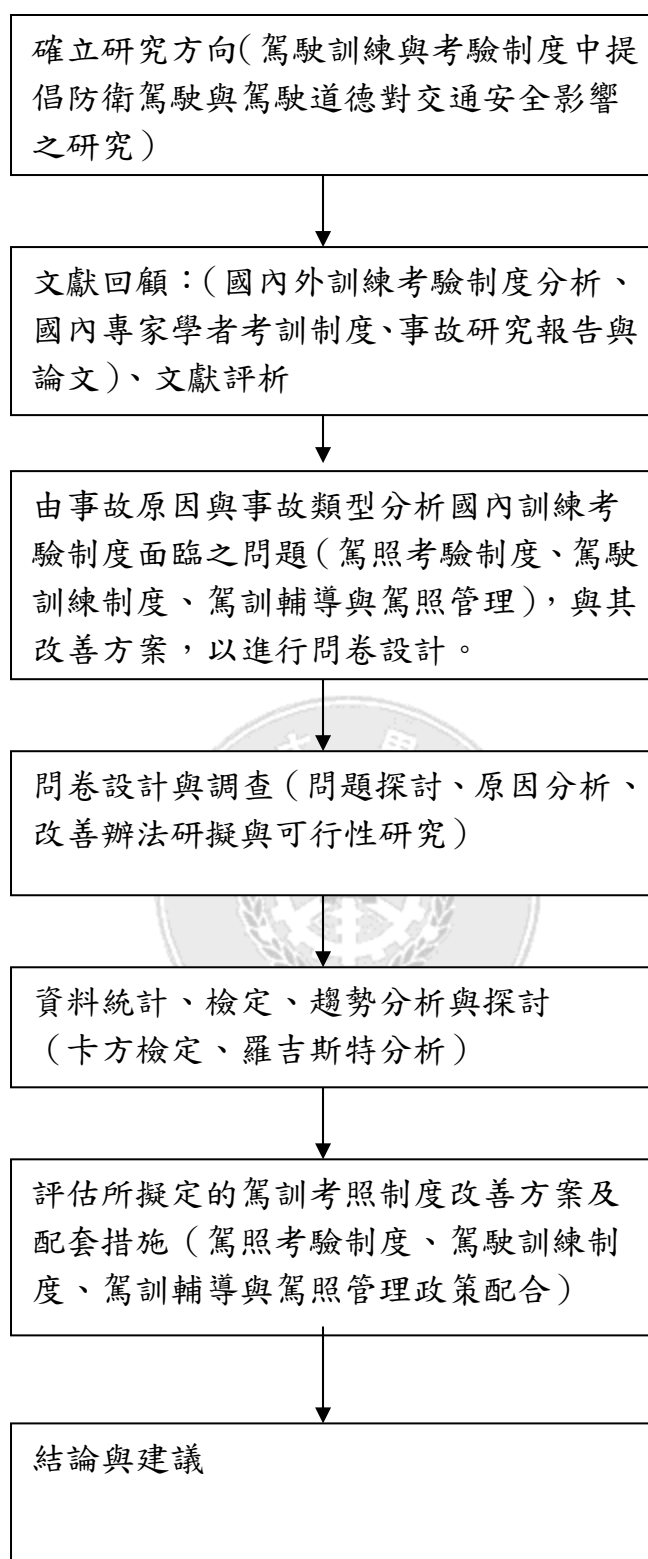 確立研究方向(駕駛訓練與考驗制度中提
倡防衛駕駛與駕駛道德對交通安全影響
之研究)
文獻回顧：(國內外訓練考驗制度分析、
國內專家學者考訓制度、事故研究報告與
論文)、文獻評析
由事故原因與事故類型分析國內訓練考
驗制度面臨之問題(駕照考驗制度、駕駛
訓練制度、駕訓輔導與駕照管理)，與其
改善方案，以進行問卷設計。
問卷設計與調查(問題探討、原因分析、
改善辦法研擬與可行性研究)
資料統計、檢定、趨勢分析與探討
(卡方檢定、羅吉斯特分析)
評估所擬定的駕訓考照制度改善方案及
配套措施(駕照考驗制度、駕駛訓練制
度、駕訓輔導與駕照管理政策配合)
結論與建議